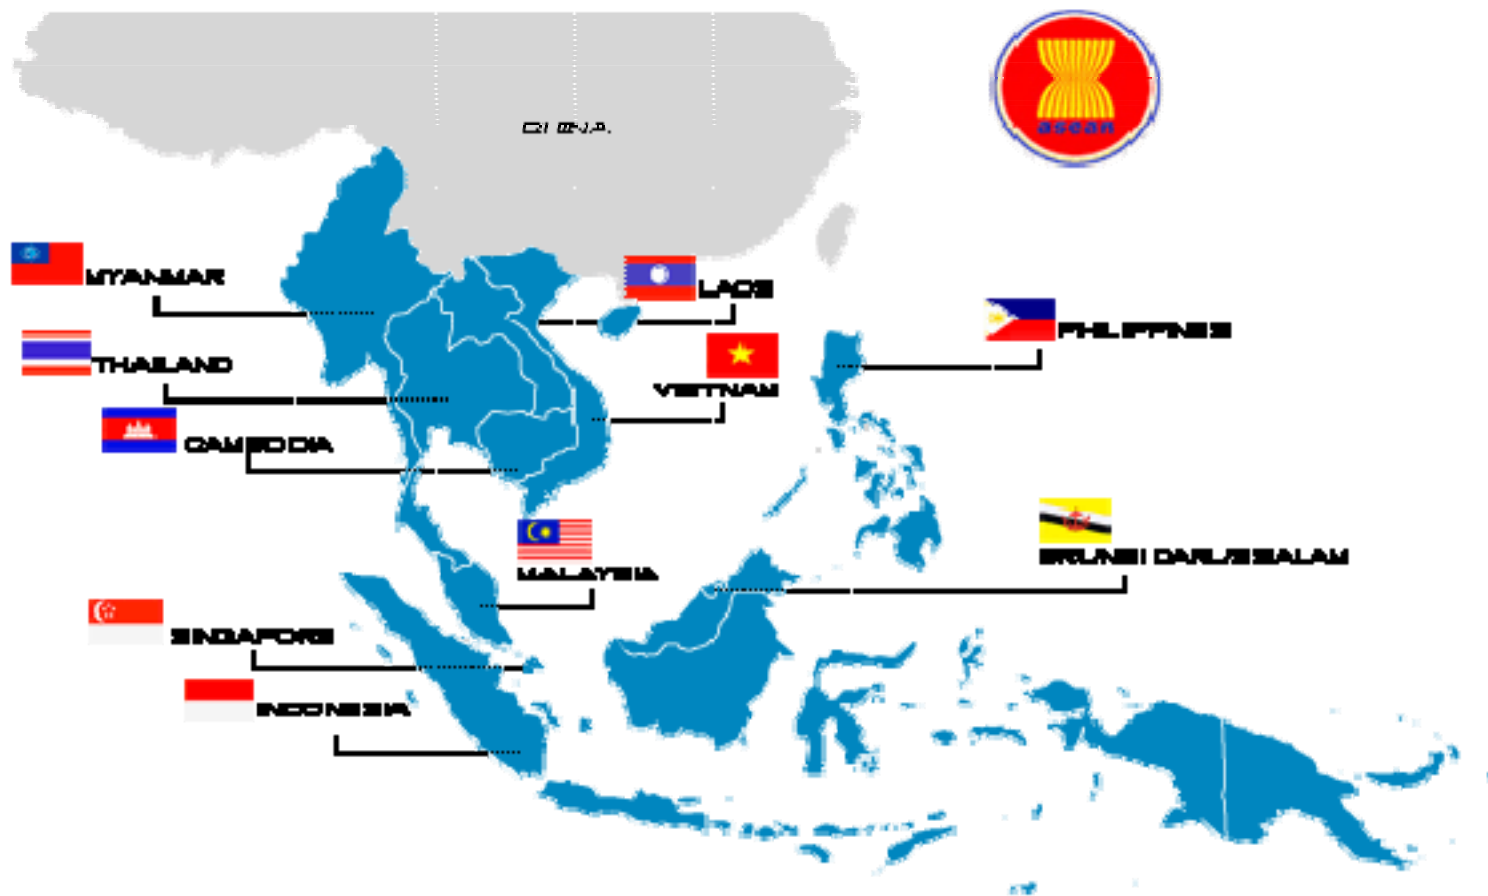 CHINA
asean
MYANMAR
LAOS
PHILIPPINES
THAILAND
VIETNAM
CAMBODIA
BRUNEI DARUSSALAM
MALAYSIA
SINGAPORE
INDONESIA